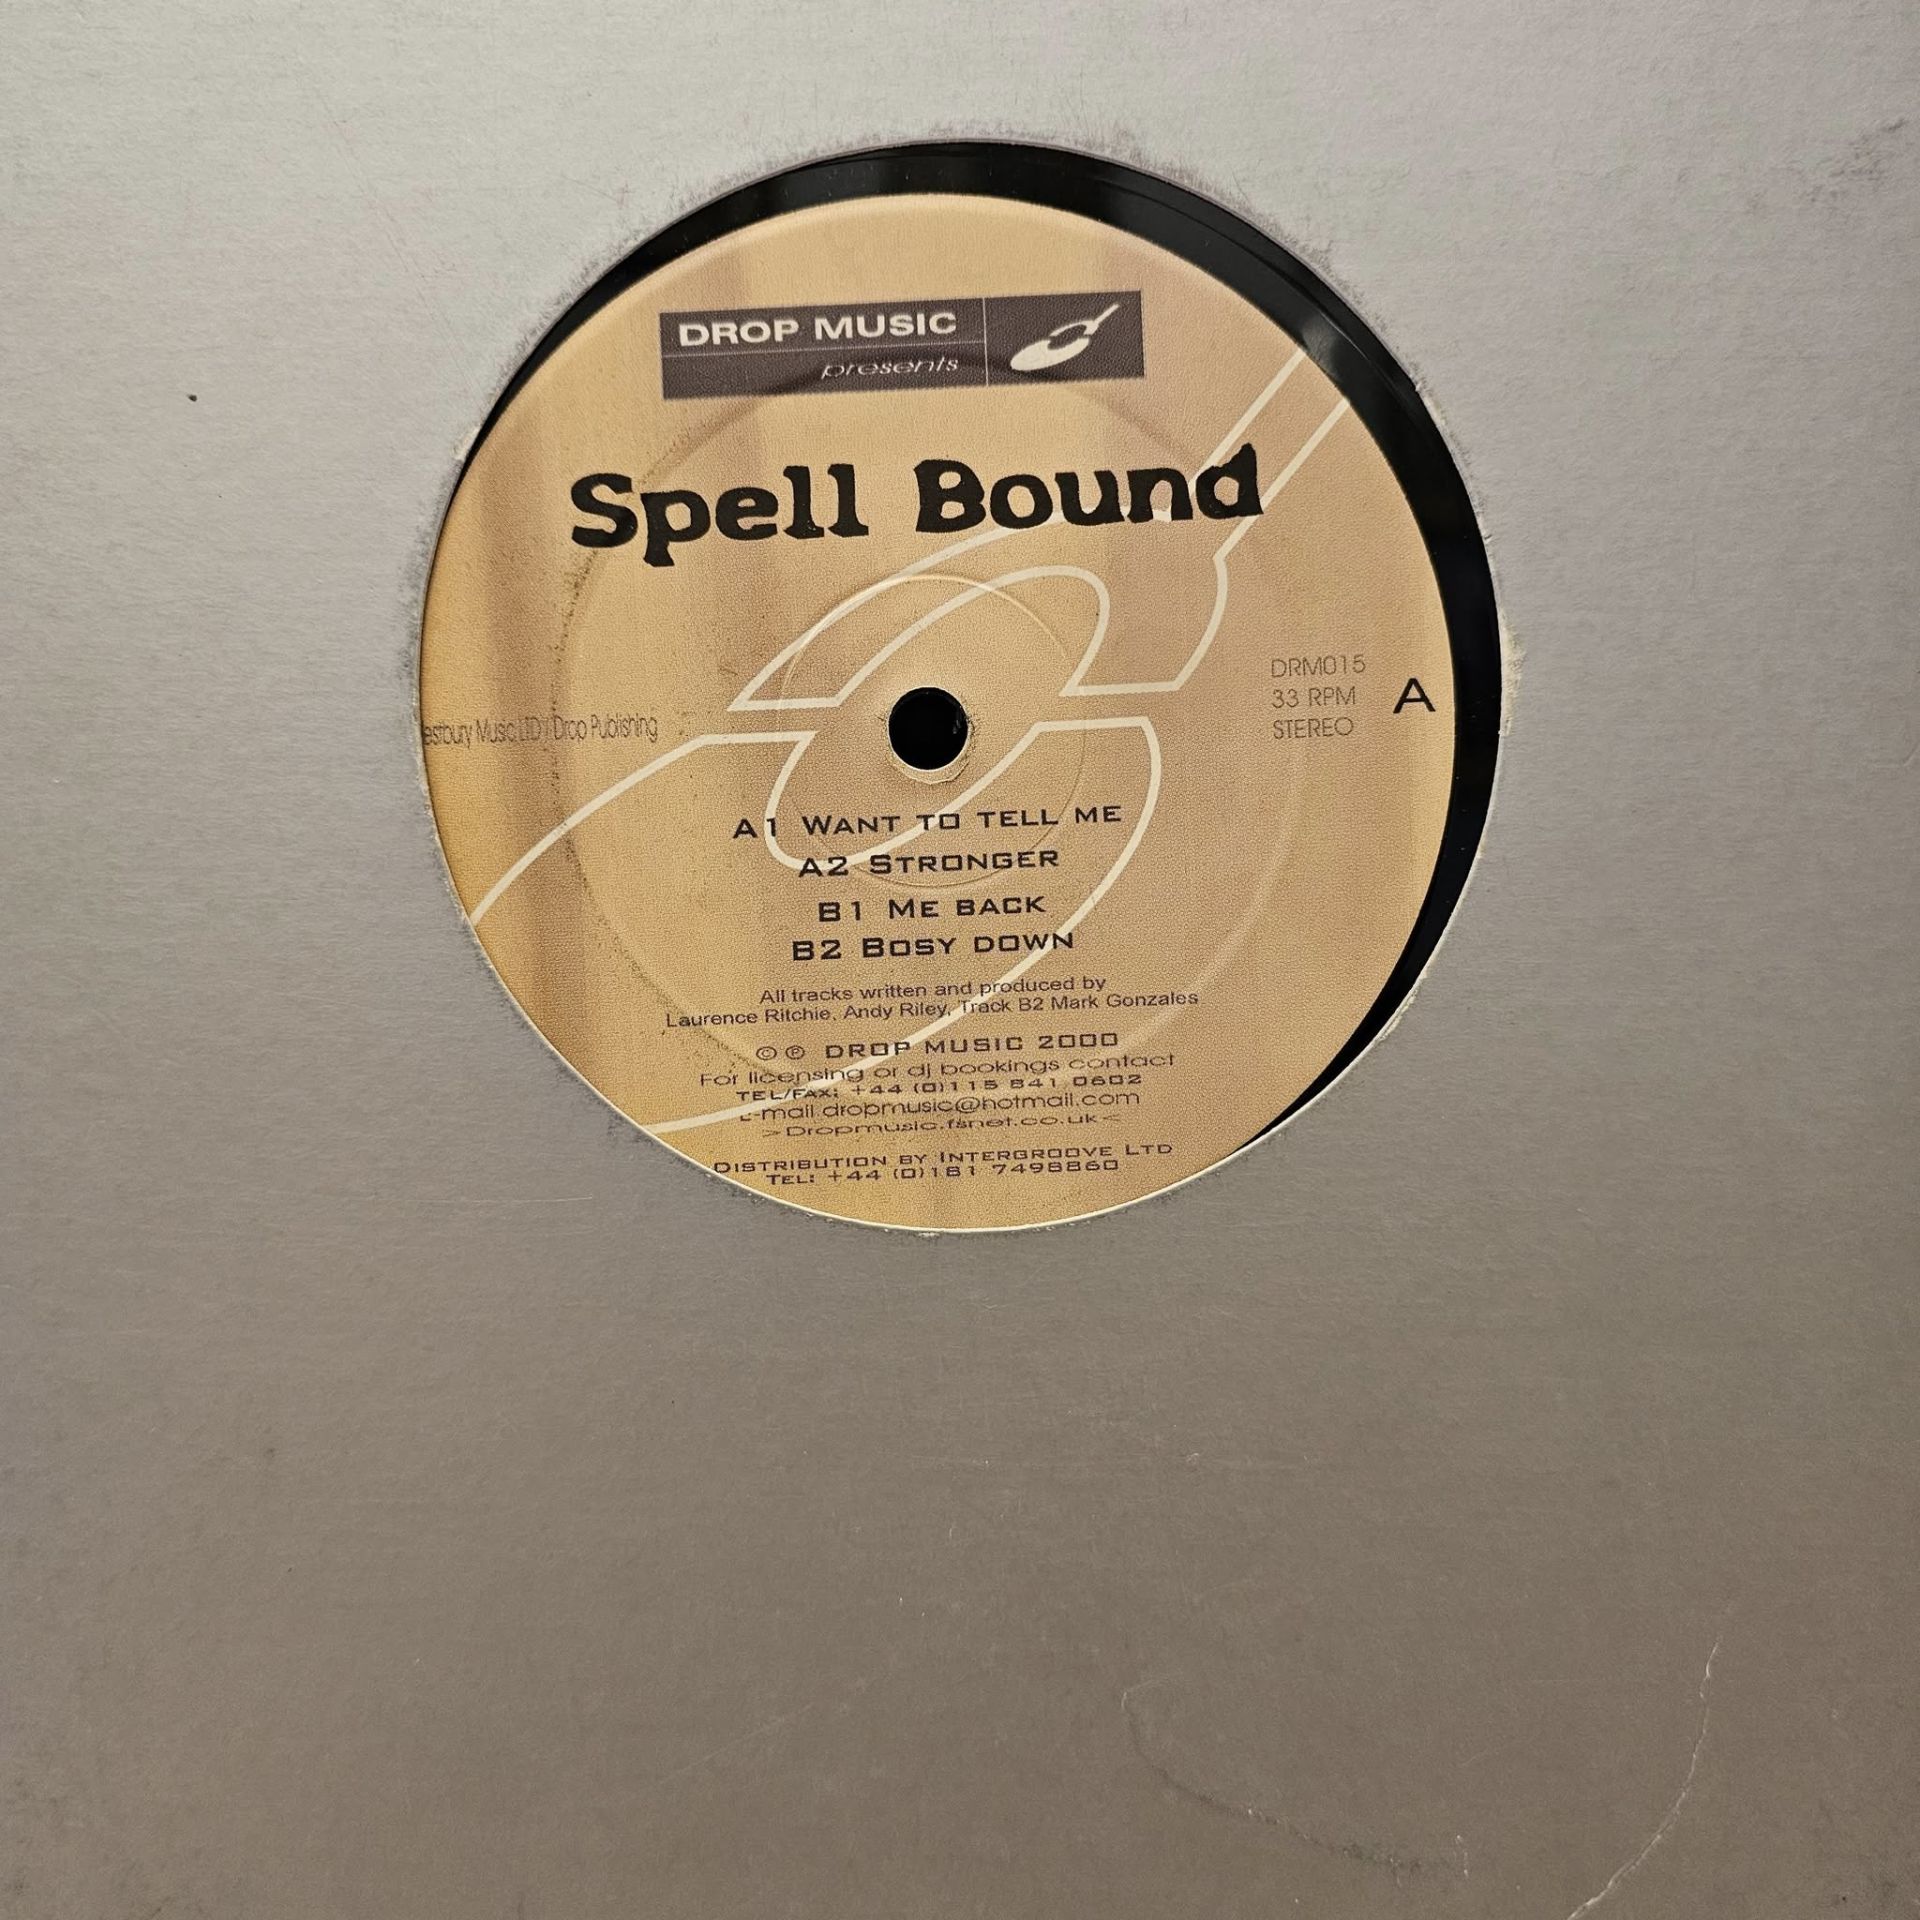 DROP MUSIC
presents
Spell Bound
DRM015
33 RPM
STEREO
A
Music LTD / Drop Publishing
A1 WANT TO TELL ME
A2 STRONGER
B1 ME BACK
B2 BOSY DOWN
All tracks written and produced by
Laurence Ritchie, Andy Riley, Track B2 Mark Gonzales
© ℗ DROP MUSIC 2000
For licensing or dj bookings contact
TEL/FAX: +44 (0)115 841 0602
E-mail.dropmusic@hotmail.com
>Dropmusic.fsnet.co.uk<
DISTRIBUTION BY INTERGROOVE LTD
TEL: +44 (0)181 7498860